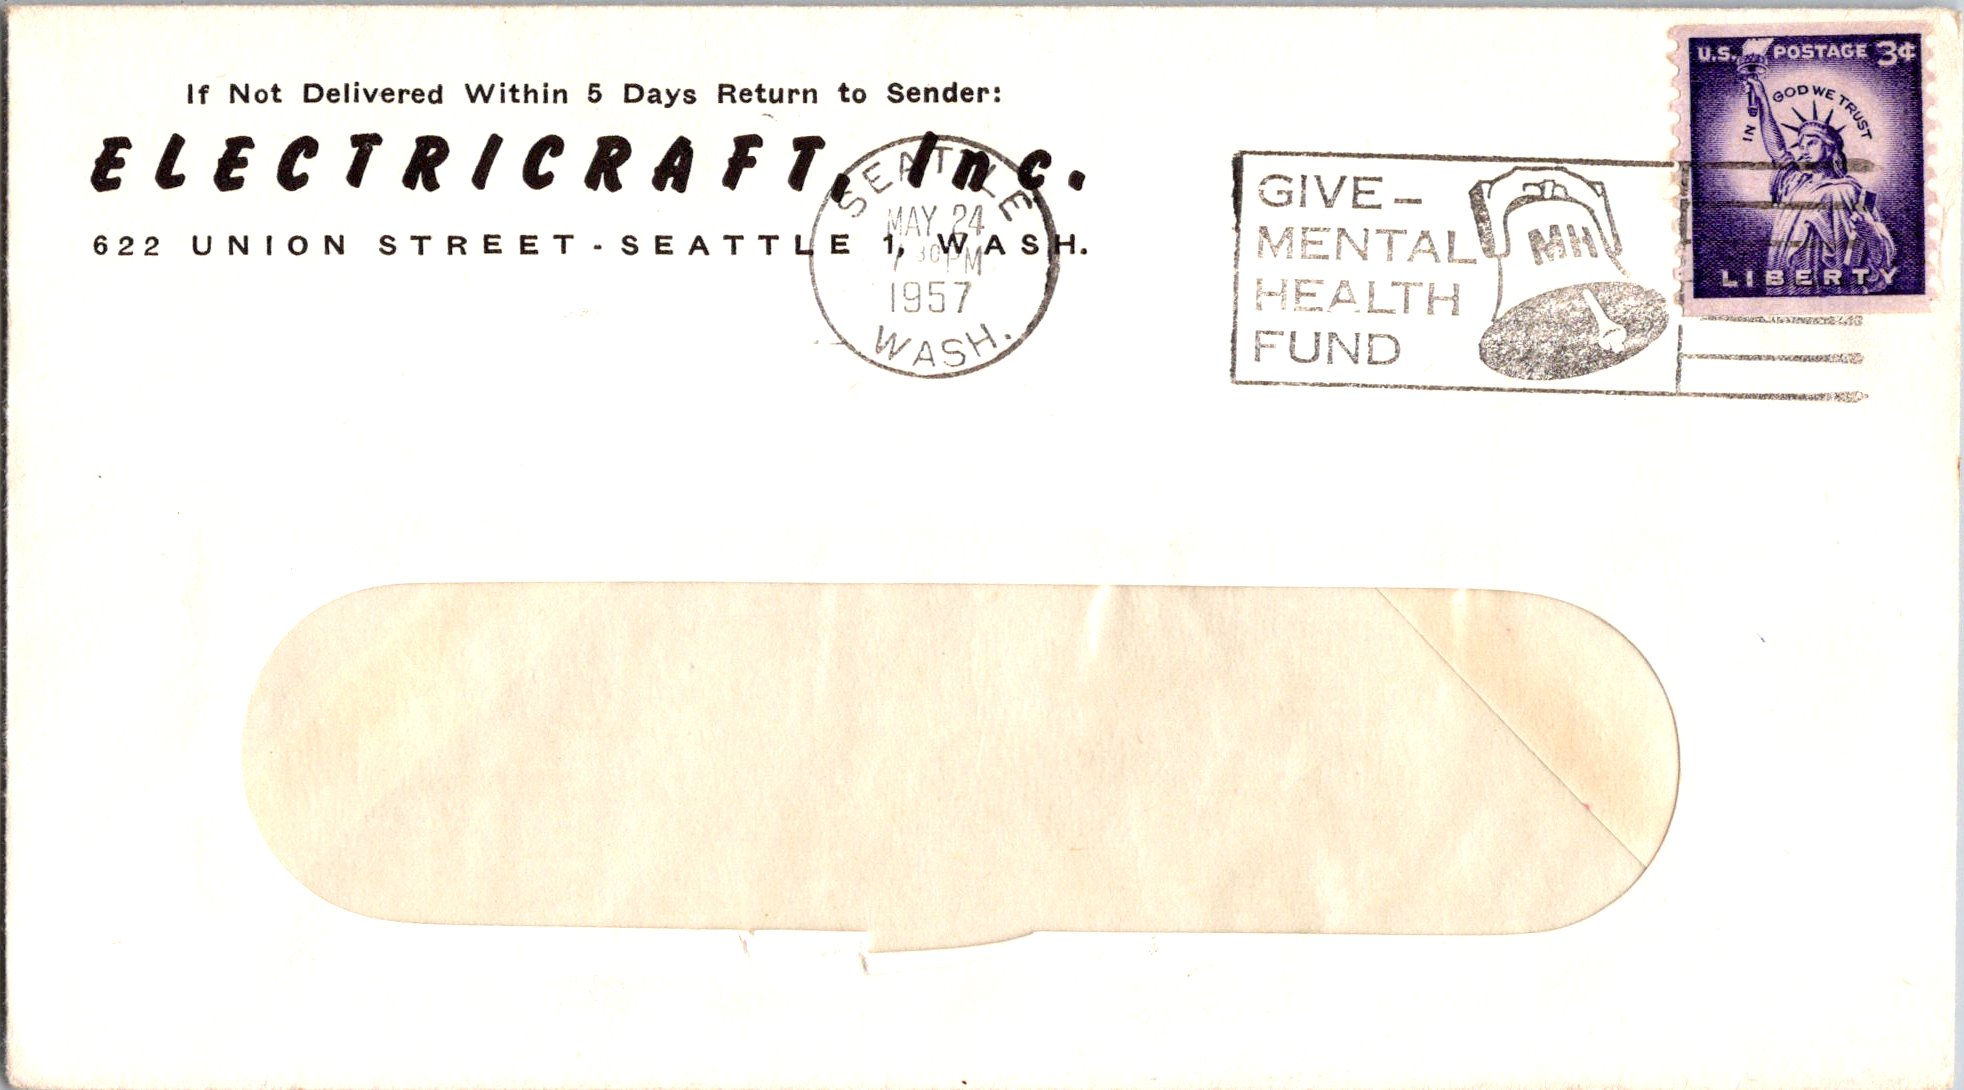 If Not Delivered Within 5 Days Return to Sender:
ELECTRICRAFT, Inc.
622 UNION STREET - SEATTLE 1, WASH.
SEATTLE
MAY 24
30 PM
1957
WASH.
GIVE –
MENTAL
HEALTH
FUND
MH
U.S. POSTAGE 3¢
IN GOD WE TRUST
LIBERTY